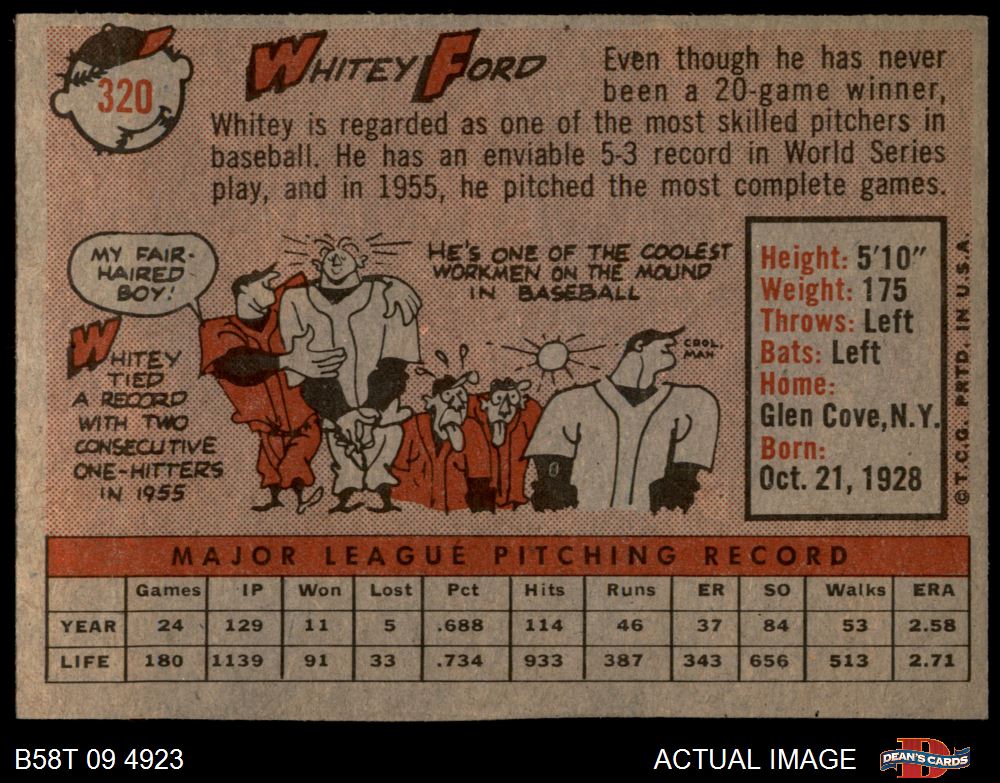 320
WHITEY FORD
Even though he has never
been a 20-game winner,
Whitey is regarded as one of the most skilled pitchers in
baseball. He has an enviable 5-3 record in World Series
play, and in 1955, he pitched the most complete games.
MY FAIR-
HAIRED
BOY!
WHITEY
TIED
A RECORD
WITH TWO
CONSECUTIVE
ONE-HITTERS
IN 1955
HE'S ONE OF THE COOLEST
WORKMEN ON THE MOUND
IN BASEBALL
COOL,
MAN
Height: 5'10"
Weight: 175
Throws: Left
Bats: Left
Home:
Glen Cove, N.Y.
Born:
Oct. 21, 1928
©T.C.G. PRTD. IN U.S.A.
MAJOR LEAGUE PITCHING RECORD
Games IP Won Lost Pct Hits Runs ER SO Walks ERA
YEAR 24 129 11 5 .688 114 46 37 84 53 2.58
LIFE 180 1139 91 33 .734 933 387 343 656 513 2.71
B58T 09 4923
ACTUAL IMAGE
DEAN'S CARDS